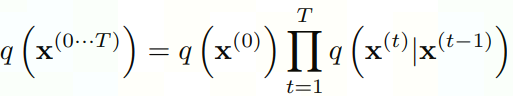 q(𝐱^{(0⋯T)}) = q(𝐱^{(0)}) ∏_{t=1}^{T} q(𝐱^{(t)}|𝐱^{(t−1)})